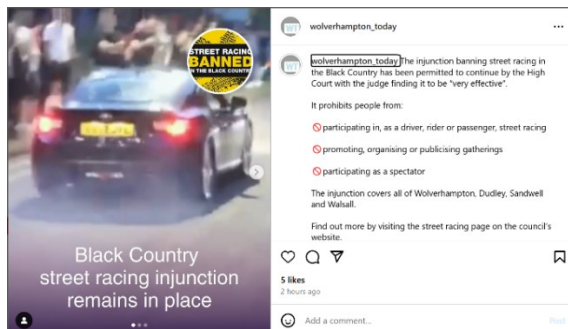 STREET RACING
BANNED
IN THE BLACK COUNTRY
Black Country
street racing injunction
remains in place
WT wolverhampton_today
WT wolverhampton_today The injunction banning street racing in
the Black Country has been permitted to continue by the High
Court with the judge finding it to be "very effective".
It prohibits people from:
🚫participating in, as a driver, rider or passenger, street racing
🚫promoting, organising or publicising gatherings
🚫participating as a spectator
The injunction covers all of Wolverhampton, Dudley, Sandwell
and Walsall.
Find out more by visiting the street racing page on the council's
website.
5 likes
2 hours ago
Add a comment...
Post